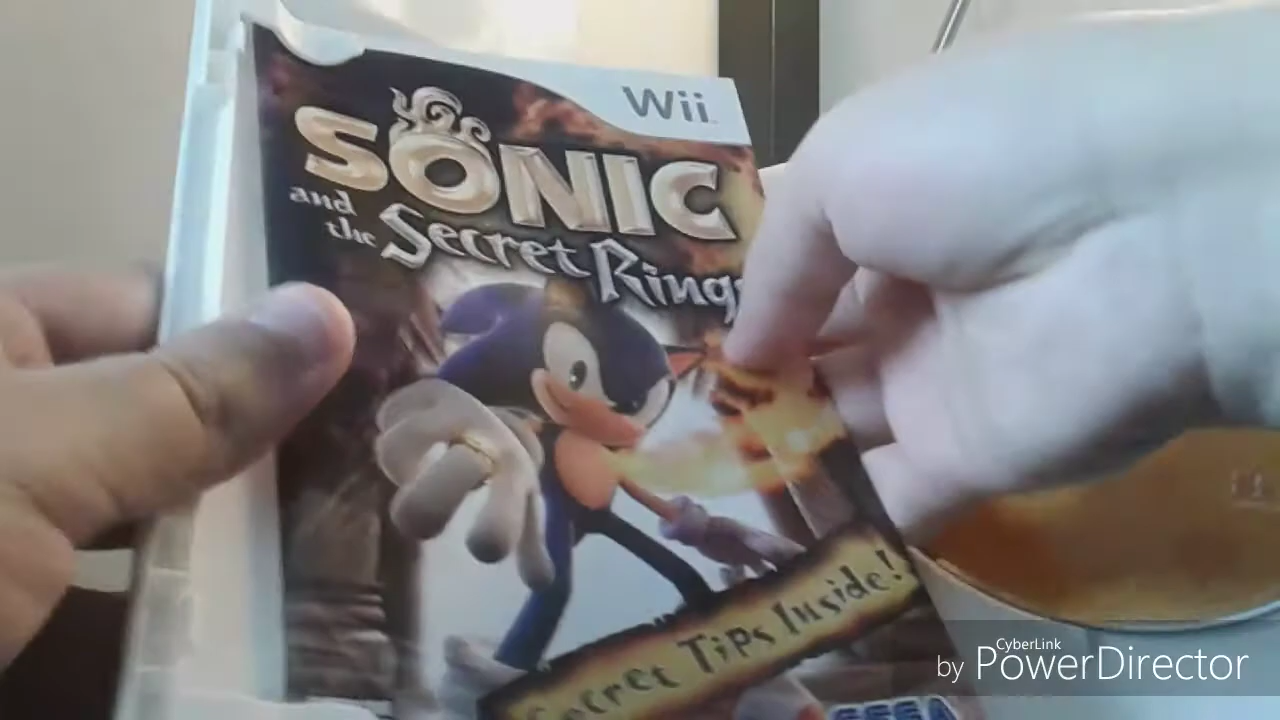 Wii
SONIC
and
the Secret Rings
Secret Tips Inside!
SEGA
CyberLink
by PowerDirector